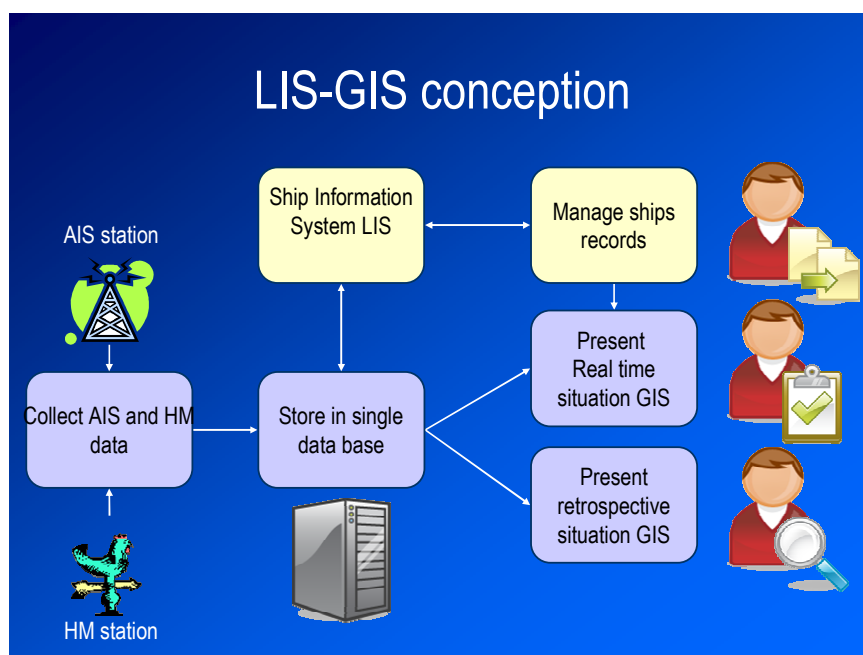 LIS-GIS conception
AIS station
Ship Information
System LIS
Manage ships
records
Collect AIS and HM
data
Store in single
data base
Present
Real time
situation GIS
Present
retrospective
situation GIS
HM station